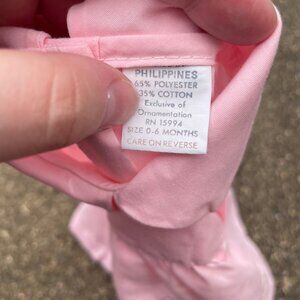 PHILIPPINES
65% POLYESTER
35% COTTON
Exclusive of
Ornamentation
RN 15994
SIZE 0-6 MONTHS
CARE ON REVERSE